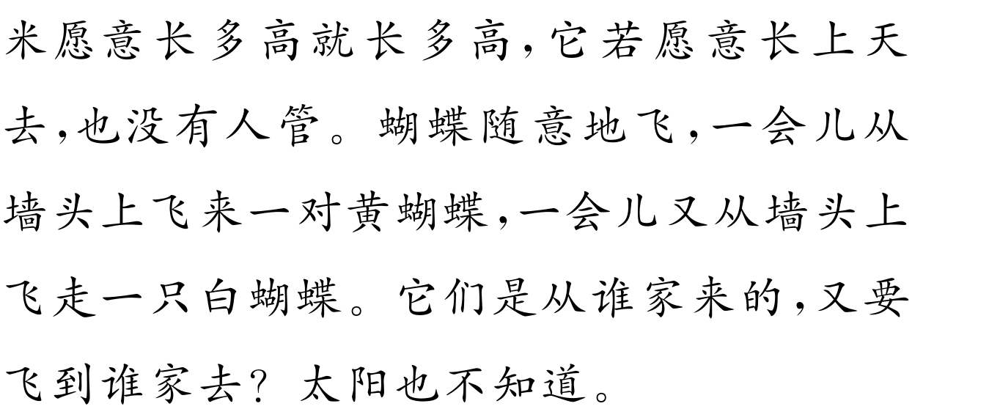 米愿意长多高就长多高,它若愿意长上天
去,也没有人管。蝴蝶随意地飞,一会儿从
墙头上飞来一对黄蝴蝶,一会儿又从墙头上
飞走一只白蝴蝶。它们是从谁家来的,又要
飞到谁家去?太阳也不知道。